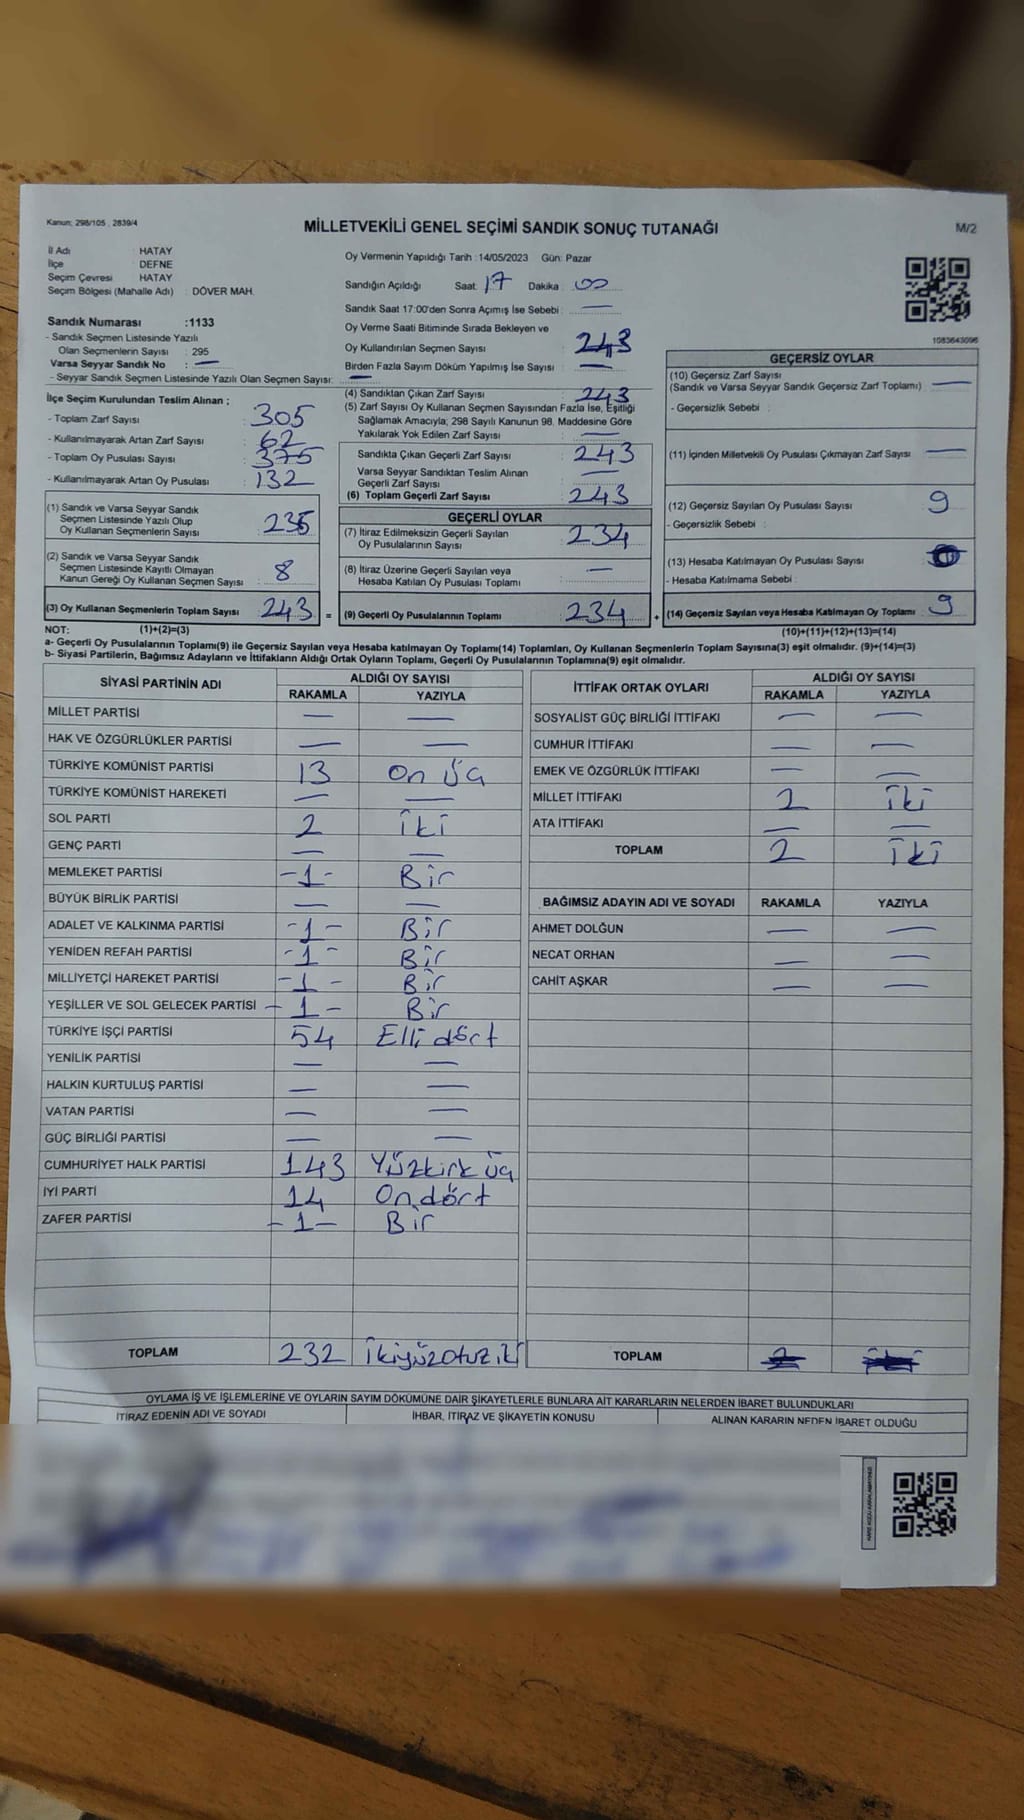 Kanun: 298/105 , 2839/4
MİLLETVEKİLİ GENEL SEÇİMİ SANDIK SONUÇ TUTANAĞI
M/2
İl Adı : HATAY
İlçe : DEFNE
Seçim Çevresi : HATAY
Seçim Bölgesi (Mahalle Adı) : DÖVER MAH.
Sandık Numarası :1133
- Sandık Seçmen Listesinde Yazılı
Olan Seçmenlerin Sayısı : 295
Varsa Seyyar Sandık No : —
- Seyyar Sandık Seçmen Listesinde Yazılı Olan Seçmen Sayısı: —
İlçe Seçim Kurulundan Teslim Alınan ;
- Toplam Zarf Sayısı : 305
- Kullanılmayarak Artan Zarf Sayısı : 62
- Toplam Oy Pusulası Sayısı : 375
- Kullanılmayarak Artan Oy Pusulası : 132
(1) Sandık ve Varsa Seyyar Sandık
Seçmen Listesinde Yazılı Olup
Oy Kullanan Seçmenlerin Sayısı : 235
(2) Sandık ve Varsa Seyyar Sandık
Seçmen Listesinde Kayıtlı Olmayan
Kanun Gereği Oy Kullanan Seçmen Sayısı : 8
(3) Oy Kullanan Seçmenlerin Toplam Sayısı : 243 =
Oy Vermenin Yapıldığı Tarih :14/05/2023 Gün: Pazar
Sandığın Açıldığı Saat: 17 Dakika : 00
Sandık Saat 17:00'den Sonra Açımış İse Sebebi : —
Oy Verme Saati Bitiminde Sırada Bekleyen ve
Oy Kullandırılan Seçmen Sayısı : 243
Birden Fazla Sayım Döküm Yapılmış İse Sayısı : —
(4) Sandıktan Çıkan Zarf Sayısı : 243
(5) Zarf Sayısı Oy Kullanan Seçmen Sayısından Fazla İse, Eşitliği
Sağlamak Amacıyla; 298 Sayılı Kanunun 98. Maddesine Göre
Yakılarak Yok Edilen Zarf Sayısı : —
Sandıkta Çıkan Geçerli Zarf Sayısı : 243
Varsa Seyyar Sandıktan Teslim Alınan
Geçerli Zarf Sayısı : —
(6) Toplam Geçerli Zarf Sayısı : 243
GEÇERLİ OYLAR
(7) İtiraz Edilmeksizin Geçerli Sayılan
Oy Pusulalarının Sayısı : 234
(8) İtiraz Üzerine Geçerli Sayılan veya
Hesaba Katılan Oy Pusulası Toplamı : —
(9) Geçerli Oy Pusulalarının Toplamı : 234 +
1083643096
GEÇERSİZ OYLAR
(10) Geçersiz Zarf Sayısı
(Sandık ve Varsa Seyyar Sandık Geçersiz Zarf Toplamı) : —
- Geçersizlik Sebebi :
(11) İçinden Milletvekili Oy Pusulası Çıkmayan Zarf Sayısı : —
(12) Geçersiz Sayılan Oy Pusulası Sayısı : 9
- Geçersizlik Sebebi :
(13) Hesaba Katılmayan Oy Pusulası Sayısı :
- Hesaba Katılmama Sebebi :
(14) Geçersiz Sayılan veya Hesaba Katılmayan Oy Toplamı : 9
NOT: (1)+(2)=(3)
(10)+(11)+(12)+(13)=(14)
a- Geçerli Oy Pusulalarının Toplamı(9) ile Geçersiz Sayılan veya Hesaba katılmayan Oy Toplamı(14) Toplamları, Oy Kullanan Seçmenlerin Toplam Sayısına(3) eşit olmalıdır. (9)+(14)=(3)
b- Siyasi Partilerin, Bağımsız Adayların ve İttifakların Aldığı Ortak Oyların Toplamı, Geçerli Oy Pusulalarının Toplamına(9) eşit olmalıdır.
SİYASİ PARTİNİN ADI ALDIĞI OY SAYISI
RAKAMLA YAZIYLA
MİLLET PARTİSİ — —
HAK VE ÖZGÜRLÜKLER PARTİSİ — —
TÜRKİYE KOMÜNİST PARTİSİ 13 On üç
TÜRKİYE KOMÜNİST HAREKETİ — —
SOL PARTİ 2 İki
GENÇ PARTİ — —
MEMLEKET PARTİSİ -1- Bir
BÜYÜK BİRLİK PARTİSİ — —
ADALET VE KALKINMA PARTİSİ -1- Bir
YENİDEN REFAH PARTİSİ -1- Bir
MİLLİYETÇİ HAREKET PARTİSİ -1- Bir
YEŞİLLER VE SOL GELECEK PARTİSİ -1- Bir
TÜRKİYE İŞÇİ PARTİSİ 54 Elli dört
YENİLİK PARTİSİ — —
HALKIN KURTULUŞ PARTİSİ — —
VATAN PARTİSİ — —
GÜÇ BİRLİĞİ PARTİSİ — —
CUMHURİYET HALK PARTİSİ 143 Yüzkırk üç
İYİ PARTİ 14 On dört
ZAFER PARTİSİ -1- Bir
TOPLAM 232 İkiyüzotuz iki
İTTİFAK ORTAK OYLARI ALDIĞI OY SAYISI
RAKAMLA YAZIYLA
SOSYALİST GÜÇ BİRLİĞİ İTTİFAKI — —
CUMHUR İTTİFAKI — —
EMEK VE ÖZGÜRLÜK İTTİFAKI — —
MİLLET İTTİFAKI 2 İki
ATA İTTİFAKI — —
TOPLAM 2 İki
BAĞIMSIZ ADAYIN ADI VE SOYADI RAKAMLA YAZIYLA
AHMET DOLĞUN — —
NECAT ORHAN — —
CAHİT AŞKAR — —
TOPLAM
OYLAMA İŞ VE İŞLEMLERİNE VE OYLARIN SAYIM DÖKÜMÜNE DAİR ŞİKAYETLERLE BUNLARA AİT KARARLARIN NELERDEN İBARET BULUNDUKLARI
İTİRAZ EDENİN ADI VE SOYADI İHBAR, İTİRAZ VE ŞİKAYETİN KONUSU ALINAN KARARIN NEDEN İBARET OLDUĞU